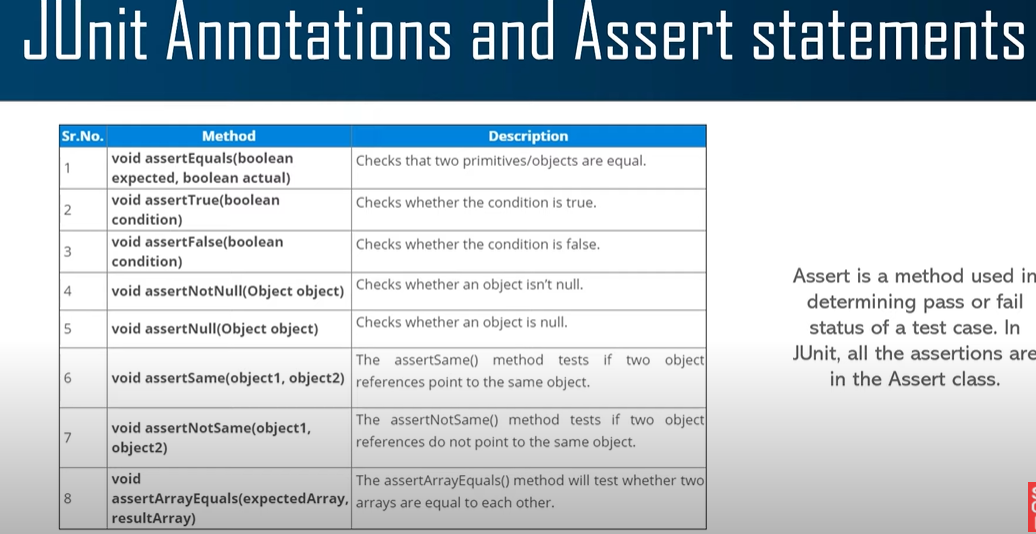 JUnit Annotations and Assert statements
Sr.No. Method Description
1 void assertEquals(boolean expected, boolean actual) Checks that two primitives/objects are equal.
2 void assertTrue(boolean condition) Checks whether the condition is true.
3 void assertFalse(boolean condition) Checks whether the condition is false.
4 void assertNotNull(Object object) Checks whether an object isn't null.
5 void assertNull(Object object) Checks whether an object is null.
6 void assertSame(object1, object2) The assertSame() method tests if two object references point to the same object.
7 void assertNotSame(object1, object2) The assertNotSame() method tests if two object references do not point to the same object.
8 void assertArrayEquals(expectedArray, resultArray) The assertArrayEquals() method will test whether two arrays are equal to each other.
Assert is a method used in
determining pass or fail
status of a test case. In
JUnit, all the assertions are
in the Assert class.